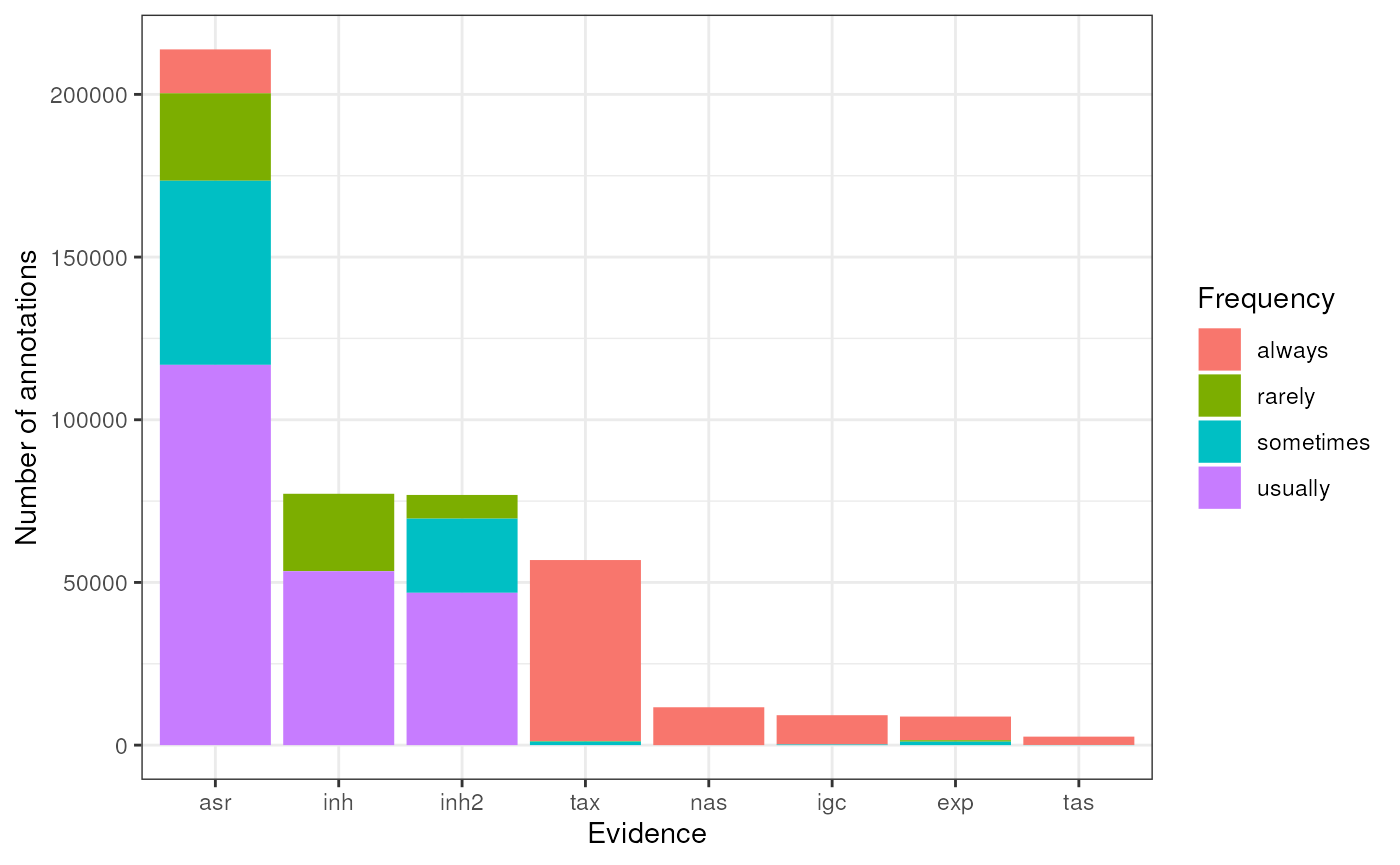 200000
150000
100000
50000
0
Number of annotations
asr inh inh2 tax nas igc exp tas
Evidence
Frequency
always
rarely
sometimes
usually